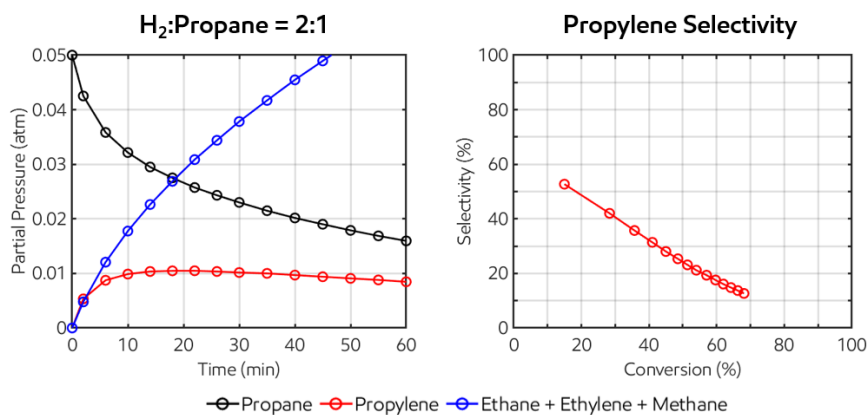 H₂:Propane = 2:1
Partial Pressure (atm)
0.05
0.04
0.03
0.02
0.01
0
0 10 20 30 40 50 60
Time (min)
Propylene Selectivity
Selectivity (%)
100
80
60
40
20
0
0 20 40 60 80 100
Conversion (%)
Propane Propylene Ethane + Ethylene + Methane